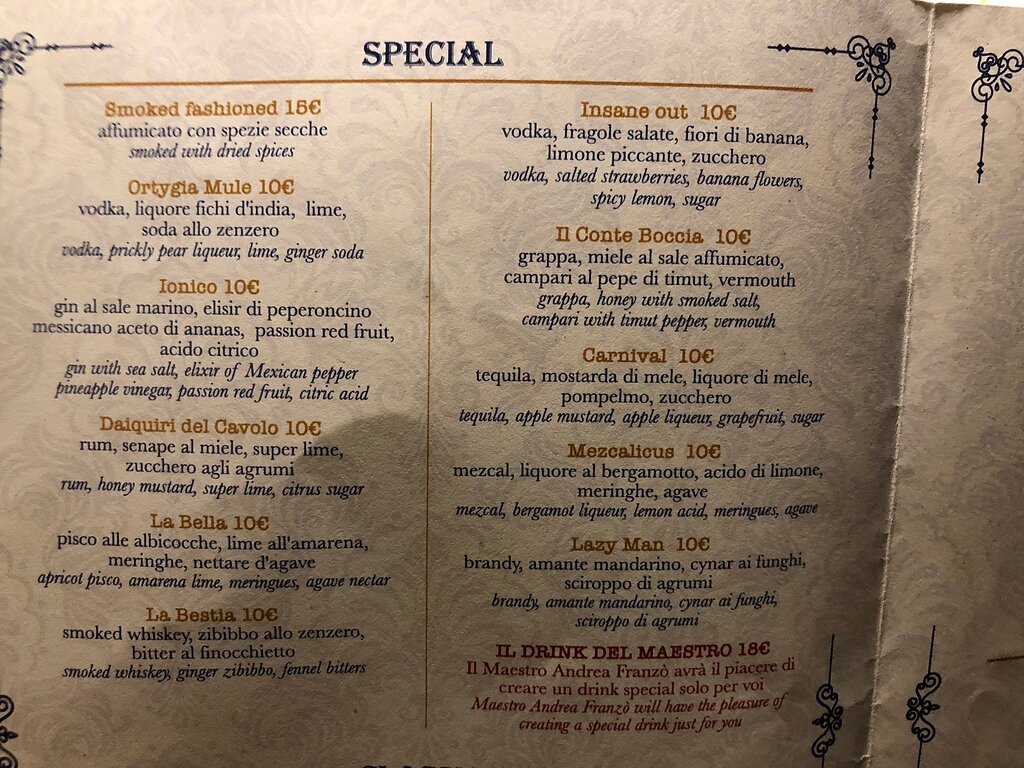 SPECIAL
Smoked fashioned 15€
affumicato con spezie secche
smoked with dried spices
Ortygia Mule 10€
vodka, liquore fichi d'india, lime,
soda allo zenzero
vodka, prickly pear liqueur, lime, ginger soda
Ionico 10€
gin al sale marino, elisir di peperoncino
messicano aceto di ananas, passion red fruit,
acido citrico
gin with sea salt, elixir of Mexican pepper
pineapple vinegar, passion red fruit, citric acid
Daiquiri del Cavolo 10€
rum, senape al miele, super lime,
zucchero agli agrumi
rum, honey mustard, super lime, citrus sugar
La Bella 10€
pisco alle albicocche, lime all'amarena,
meringhe, nettare d'agave
apricot pisco, amarena lime, meringues, agave nectar
La Bestia 10€
smoked whiskey, zibibbo allo zenzero,
bitter al finocchietto
smoked whiskey, ginger zibibbo, fennel bitters
Insane out 10€
vodka, fragole salate, fiori di banana,
limone piccante, zucchero
vodka, salted strawberries, banana flowers,
spicy lemon, sugar
Il Conte Boccia 10€
grappa, miele al sale affumicato,
campari al pepe di timut, vermouth
grappa, honey with smoked salt,
campari with timut pepper, vermouth
Carnival 10€
tequila, mostarda di mele, liquore di mele,
pompelmo, zucchero
tequila, apple mustard, apple liqueur, grapefruit, sugar
Mezcalicus 10€
mezcal, liquore al bergamotto, acido di limone,
meringhe, agave
mezcal, bergamot liqueur, lemon acid, meringues, agave
Lazy Man 10€
brandy, amante mandarino, cynar ai funghi,
sciroppo di agrumi
brandy, amante mandarino, cynar ai funghi,
sciroppo di agrumi
IL DRINK DEL MAESTRO 18€
Il Maestro Andrea Franzò avrà il piacere di
creare un drink special solo per voi
Maestro Andrea Franzò will have the pleasure of
creating a special drink just for you